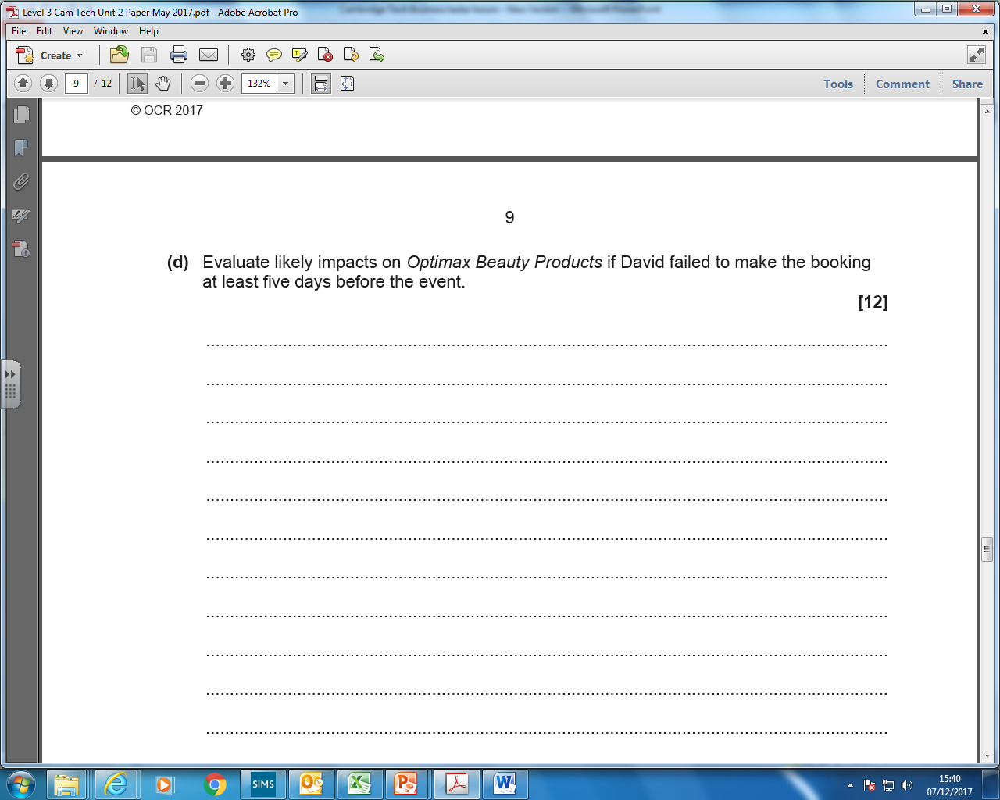 Level 3 Cam Tech Unit 2 Paper May 2017.pdf - Adobe Acrobat Pro
File Edit View Window Help
Create
9 / 12 132% Tools Comment Share
© OCR 2017
9
(d) Evaluate likely impacts on Optimax Beauty Products if David failed to make the booking
at least five days before the event.
[12]
SIMS
15:40
07/12/2017